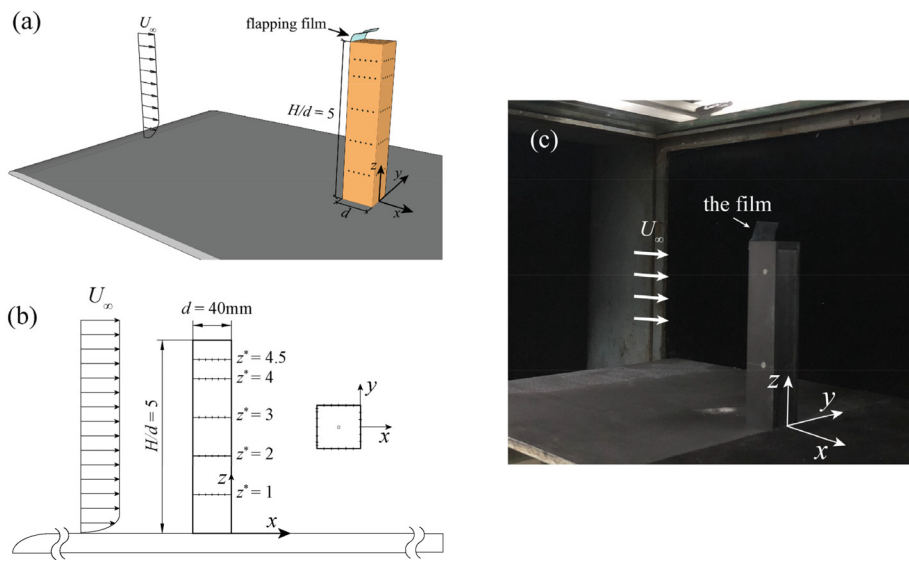 (a)
U∞
flapping film
H/d = 5
z
y
x
d
(b)
U∞
d = 40mm
z* = 4.5
z* = 4
z* = 3
z* = 2
z* = 1
H/d = 5
z
x
y
x
(c)
the film
U∞
z
y
x